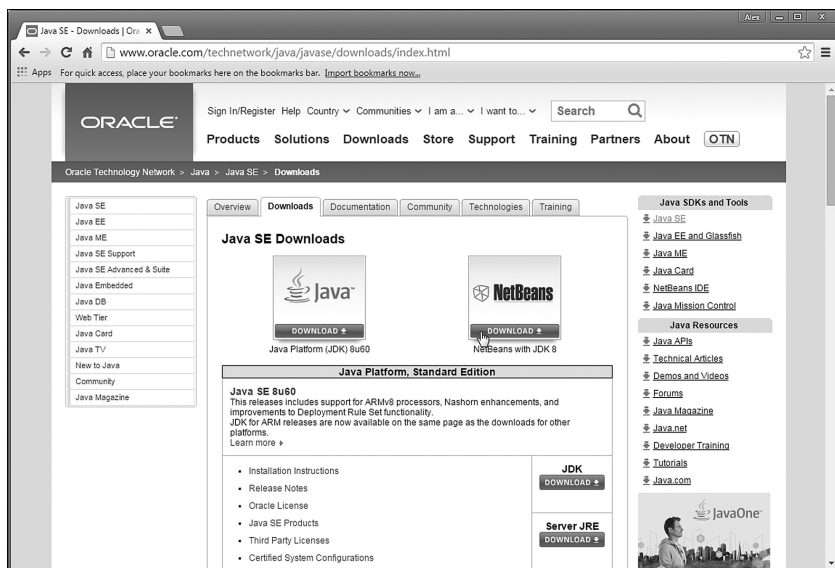 Alex
Java SE - Downloads | Ora
www.oracle.com/technetwork/java/javase/downloads/index.html
Apps For quick access, place your bookmarks here on the bookmarks bar. Import bookmarks now...
ORACLE
Sign In/Register Help Country Communities I am a... I want to... Search
Products Solutions Downloads Store Support Training Partners About OTN
Oracle Technology Network > Java > Java SE > Downloads
Java SE
Java EE
Java ME
Java SE Support
Java SE Advanced & Suite
Java Embedded
Java DB
Web Tier
Java Card
Java TV
New to Java
Community
Java Magazine
Overview Downloads Documentation Community Technologies Training
Java SE Downloads
Java
DOWNLOAD
Java Platform (JDK) 8u60
NetBeans
DOWNLOAD
NetBeans with JDK 8
Java Platform, Standard Edition
Java SE 8u60
This releases includes support for ARMv8 processors, Nashorn enhancements, and
improvements to Deployment Rule Set functionality.
JDK for ARM releases are now available on the same page as the downloads for other
platforms.
Learn more
Installation Instructions
Release Notes
Oracle License
Java SE Products
Third Party Licenses
Certified System Configurations
JDK
DOWNLOAD
Server JRE
DOWNLOAD
Java SDKs and Tools
Java SE
Java EE and Glassfish
Java ME
Java Card
NetBeans IDE
Java Mission Control
Java Resources
Java APIs
Technical Articles
Demos and Videos
Forums
Java Magazine
Java.net
Developer Training
Tutorials
Java.com
JavaOne